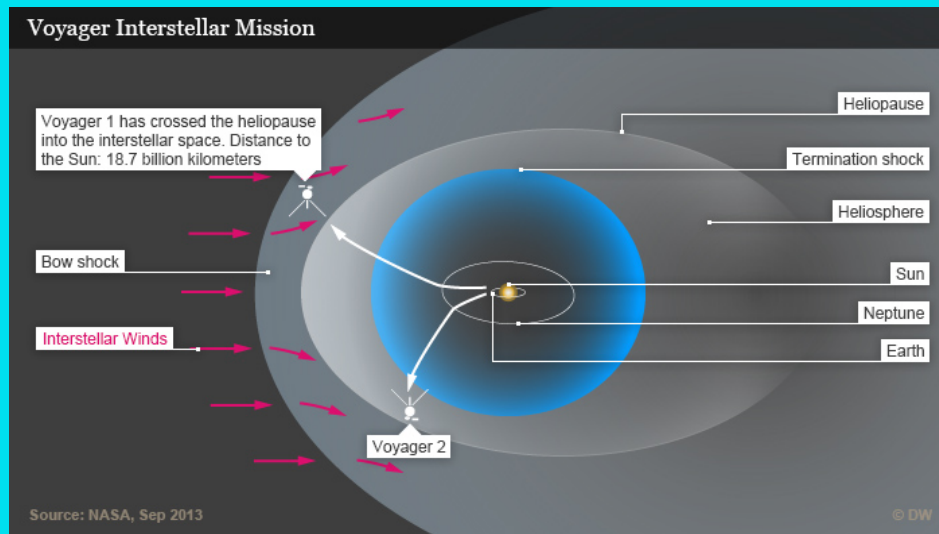 Voyager Interstellar Mission
Voyager 1 has crossed the heliopause
into the interstellar space. Distance to
the Sun: 18.7 billion kilometers
Heliopause
Termination shock
Heliosphere
Bow shock
Sun
Neptune
Interstellar Winds
Earth
Voyager 2
Source: NASA, Sep 2013
© DW